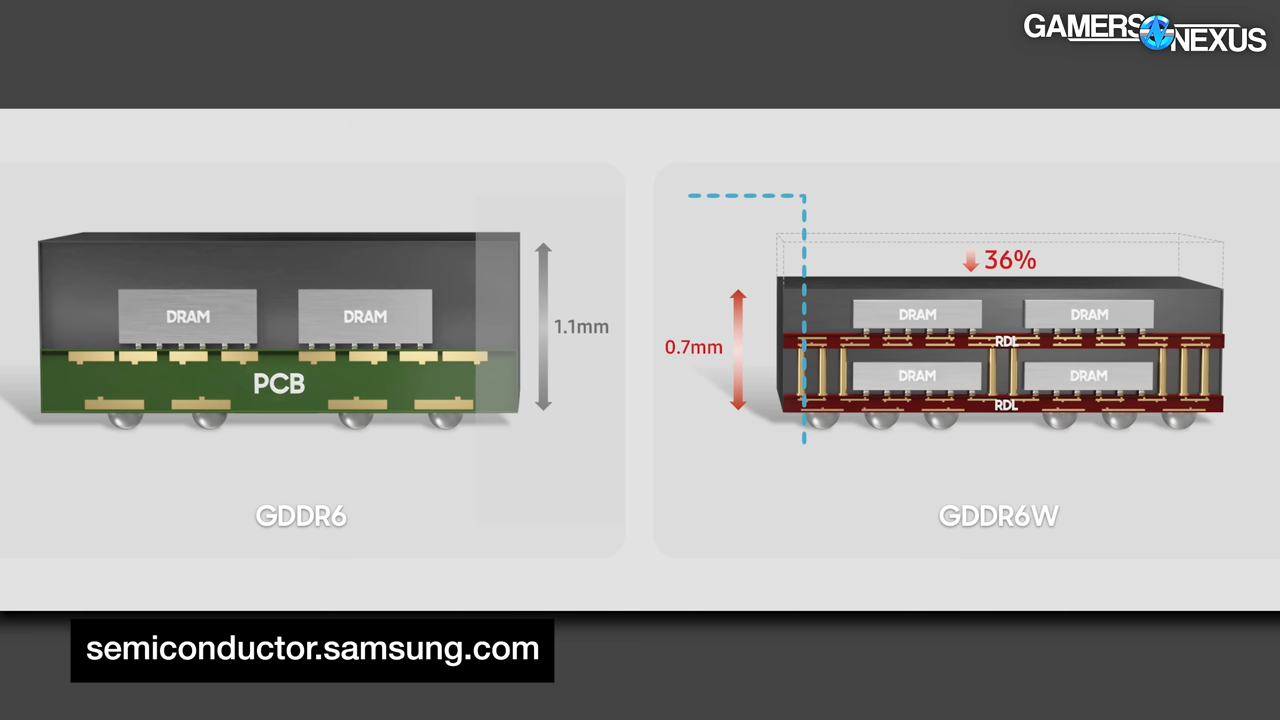 GAMERS NEXUS
DRAM
DRAM
PCB
1.1mm
GDDR6
36%
0.7mm
DRAM
DRAM
RDL
DRAM
DRAM
RDL
GDDR6W
semiconductor.samsung.com